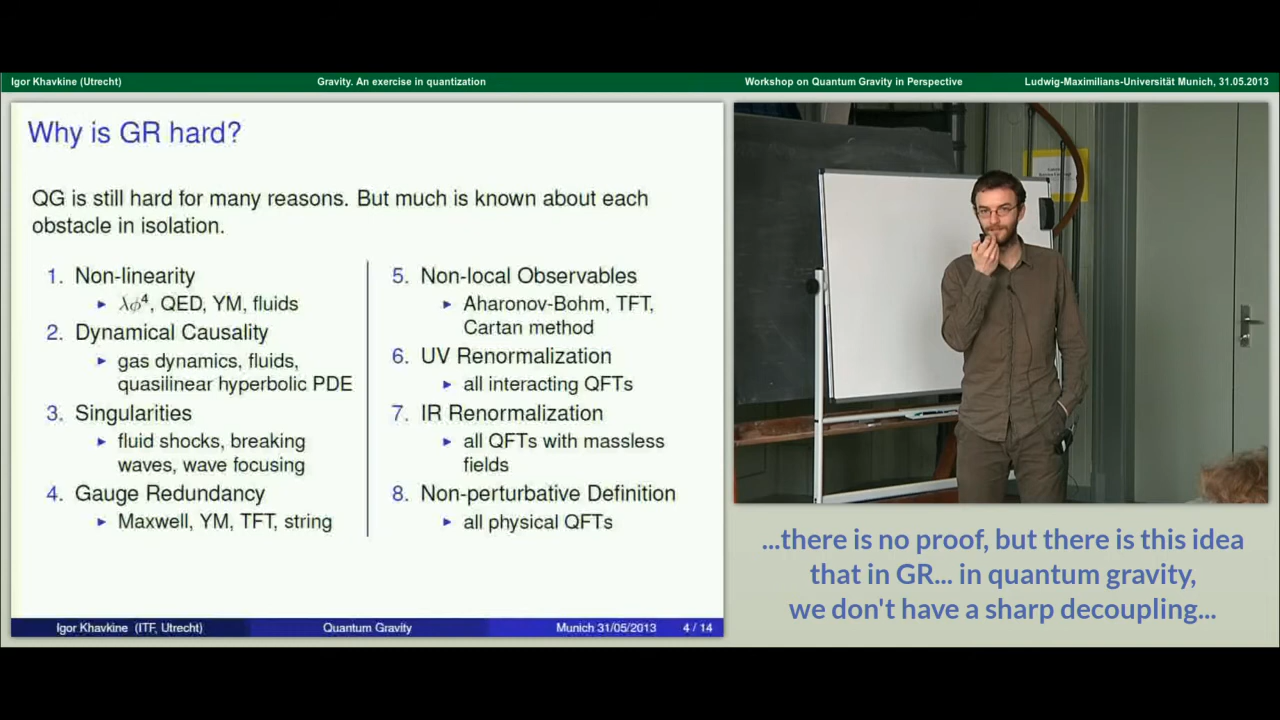 Igor Khavkine (Utrecht)
Gravity. An exercise in quantization
Workshop on Quantum Gravity in Perspective
Ludwig-Maximilians-Universität Munich, 31.05.2013
Why is GR hard?
QG is still hard for many reasons. But much is known about each
obstacle in isolation.
1. Non-linearity
► λϕ⁴, QED, YM, fluids
2. Dynamical Causality
► gas dynamics, fluids,
quasilinear hyperbolic PDE
3. Singularities
► fluid shocks, breaking
waves, wave focusing
4. Gauge Redundancy
► Maxwell, YM, TFT, string
5. Non-local Observables
► Aharonov-Bohm, TFT,
Cartan method
6. UV Renormalization
► all interacting QFTs
7. IR Renormalization
► all QFTs with massless
fields
8. Non-perturbative Definition
► all physical QFTs
Igor Khavkine (ITF, Utrecht)
Quantum Gravity
Munich 31/05/2013
4 / 14
...there is no proof, but there is this idea
that in GR... in quantum gravity,
we don't have a sharp decoupling...